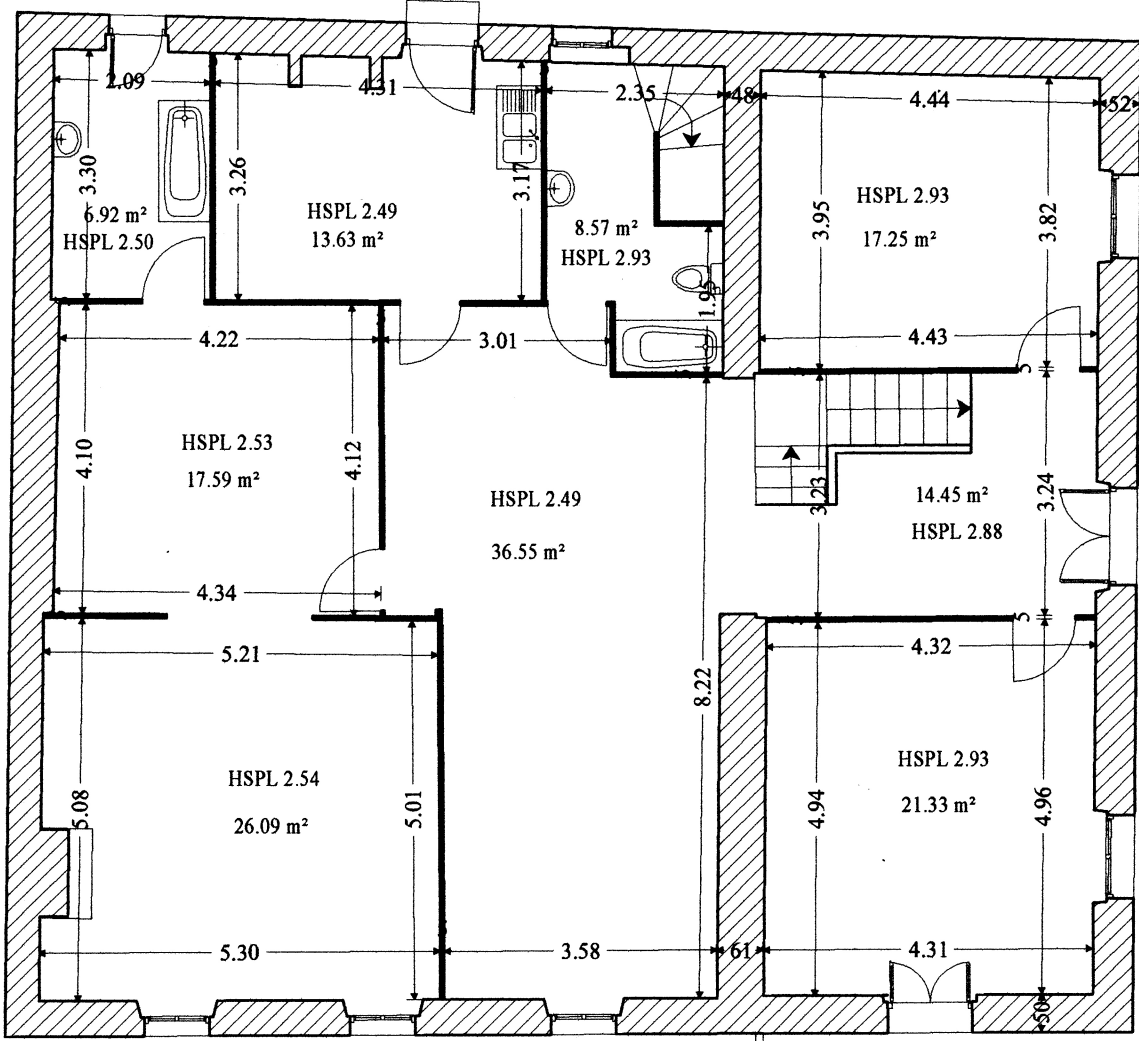 2.09
4.31
2.35
48
4.44
52
3.30
3.26
3.17
3.95
3.82
6.92 m²
HSPL 2.50
HSPL 2.49
13.63 m²
8.57 m²
HSPL 2.93
HSPL 2.93
17.25 m²
1.95
4.22
3.01
4.43
5
4.10
4.12
HSPL 2.53
17.59 m²
HSPL 2.49
36.55 m²
3.23
3.24
14.45 m²
HSPL 2.88
4.34
5
5.21
4.32
8.22
HSPL 2.54
26.09 m²
5.08
5.01
HSPL 2.93
21.33 m²
4.94
4.96
5.30
3.58
61
4.31
50